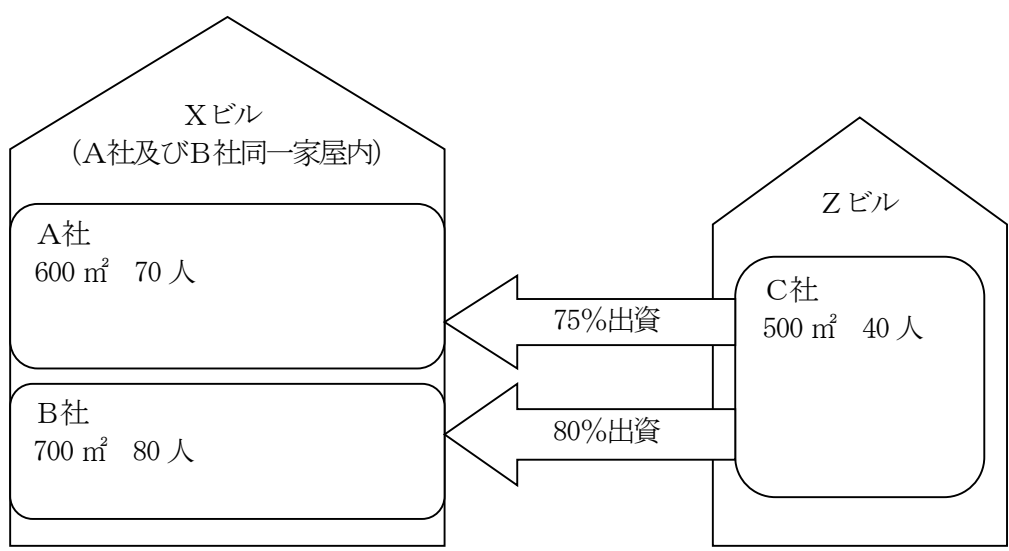 Xビル
(A社及びB社同一家屋内)
A社
600 ㎡ 70 人
B社
700 ㎡ 80 人
75%出資
80%出資
Zビル
C社
500 ㎡ 40 人